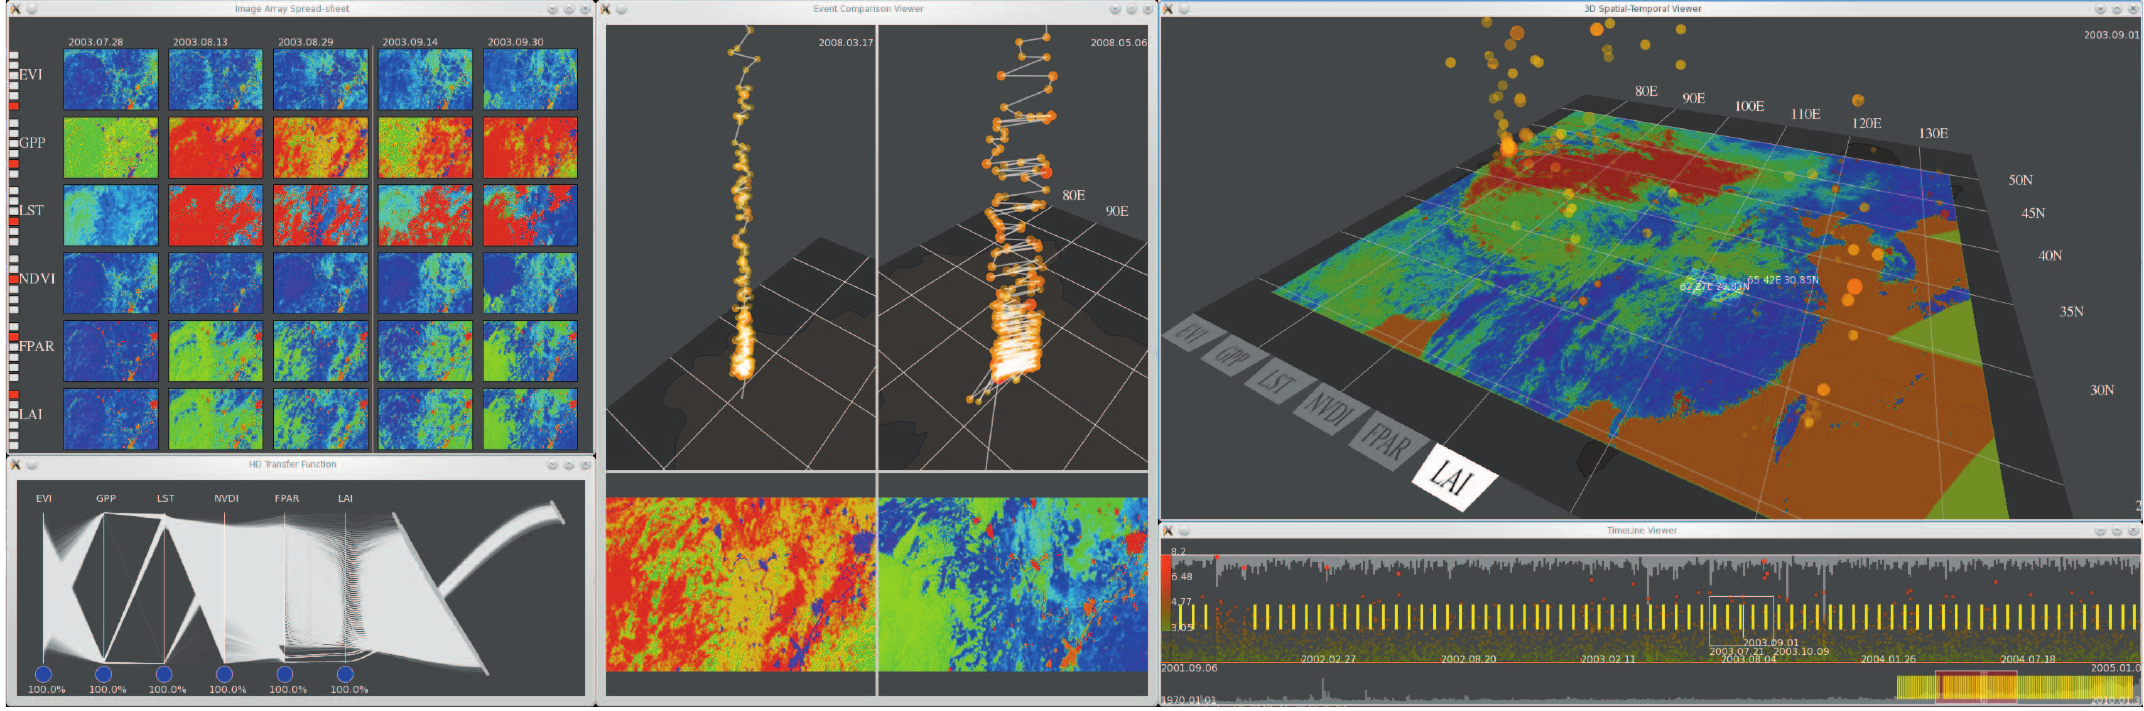 Image Array Spread-sheet
2003.07.28 2003.08.13 2003.08.29 2003.09.14 2003.09.30
EVI
GPP
LST
NDVI
FPAR
LAI
HD Transfer Function
EVI GPP LST NVDI FPAR LAI
100.0% 100.0% 100.0% 100.0% 100.0% 100.0%
Event Comparison Viewer
2008.03.17 2008.05.06
80E
90E
3D Spatial-Temporal Viewer
2003.09.01
80E 90E 100E 110E 120E 130E
50N
45N
40N
35N
30N
2
65.42E 30.85N
EVI
GPP
LST
NVDI
FPAR
LAI
TimeLine Viewer
8.2
6.48
4.77
3.05
2003.09.01
2003.07.21 2003.10.09
2002.02.27 2002.08.20 2003.02.11 2003.08.04 2004.01.26 2004.07.18
2001.09.06 2005.01.0
1970.01.01 2010.01.3